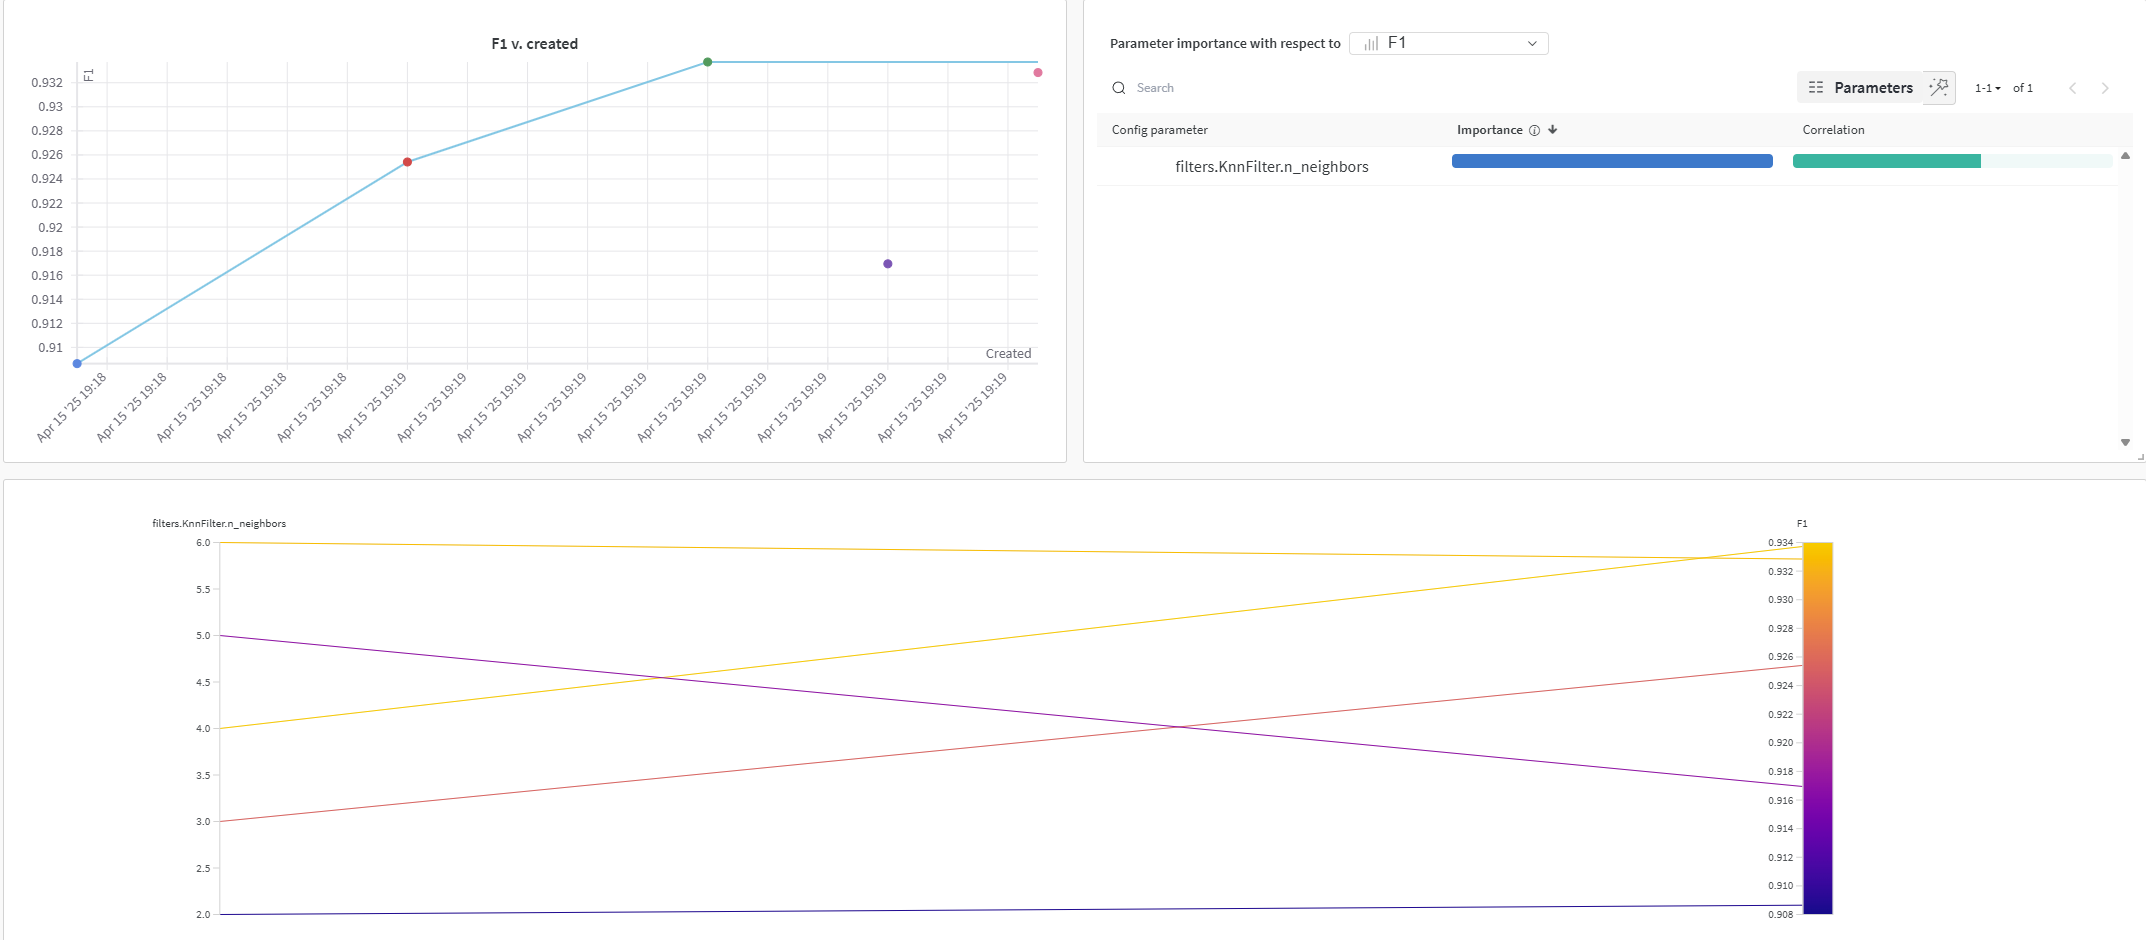 F1 v. created
F1
0.932
0.93
0.928
0.926
0.924
0.922
0.92
0.918
0.916
0.914
0.912
0.91
Created
Apr 15 '25 19:18
Apr 15 '25 19:18
Apr 15 '25 19:18
Apr 15 '25 19:18
Apr 15 '25 19:18
Apr 15 '25 19:19
Apr 15 '25 19:19
Apr 15 '25 19:19
Apr 15 '25 19:19
Apr 15 '25 19:19
Apr 15 '25 19:19
Apr 15 '25 19:19
Apr 15 '25 19:19
Apr 15 '25 19:19
Apr 15 '25 19:19
Apr 15 '25 19:19
Parameter importance with respect to F1
Search
Parameters 1-1 of 1
Config parameter Importance Correlation
filters.KnnFilter.n_neighbors
filters.KnnFilter.n_neighbors
6.0
5.5
5.0
4.5
4.0
3.5
3.0
2.5
2.0
F1
0.934
0.932
0.930
0.928
0.926
0.924
0.922
0.920
0.918
0.916
0.914
0.912
0.910
0.908